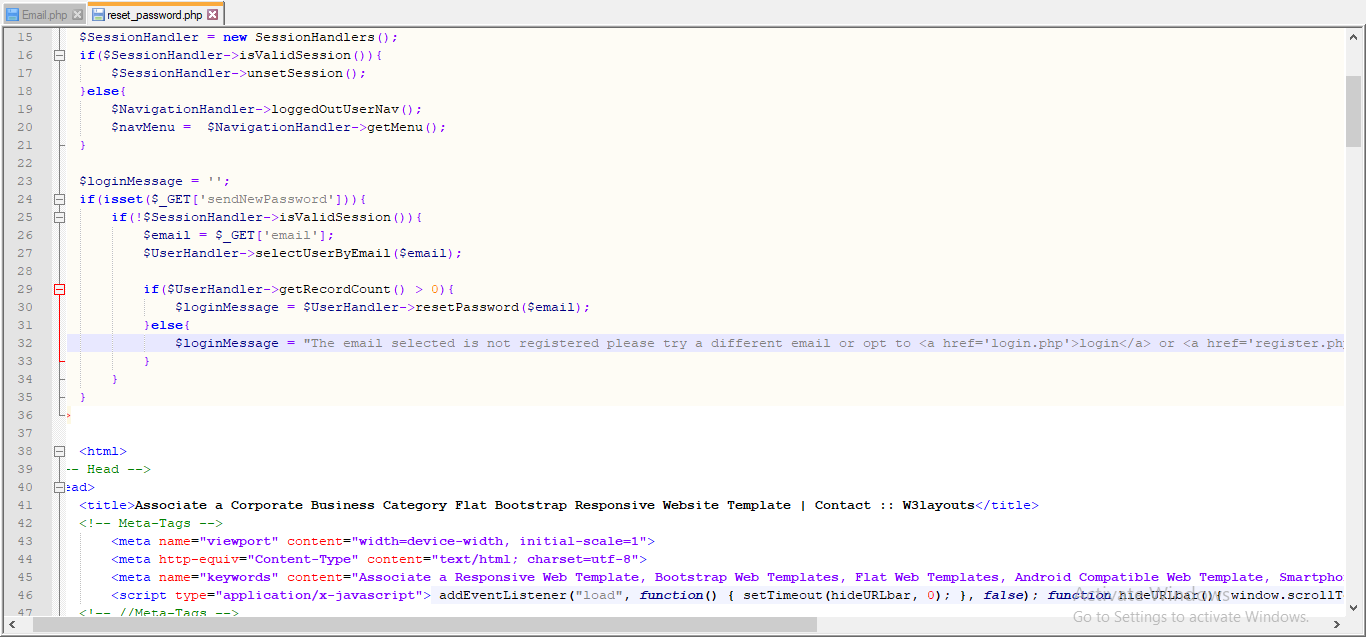 Email.php reset_password.php
15 $SessionHandler = new SessionHandlers();
16 if($SessionHandler->isValidSession()){
17 $SessionHandler->unsetSession();
18 }else{
19 $NavigationHandler->loggedOutUserNav();
20 $navMenu = $NavigationHandler->getMenu();
21 }
22
23 $loginMessage = '';
24 if(isset($_GET['sendNewPassword'])){
25 if(!$SessionHandler->isValidSession()){
26 $email = $_GET['email'];
27 $UserHandler->selectUserByEmail($email);
28
29 if($UserHandler->getRecordCount() > 0){
30 $loginMessage = $UserHandler->resetPassword($email);
31 }else{
32 $loginMessage = "The email selected is not registered please try a different email or opt to <a href='login.php'>login</a> or <a href='register.ph
33 }
34 }
35 }
36 >
37
38 <html>
39 -- Head -->
40 ead>
41 <title>Associate a Corporate Business Category Flat Bootstrap Responsive Website Template | Contact :: W3layouts</title>
42 <!-- Meta-Tags -->
43 <meta name="viewport" content="width=device-width, initial-scale=1">
44 <meta http-equiv="Content-Type" content="text/html; charset=utf-8">
45 <meta name="keywords" content="Associate a Responsive Web Template, Bootstrap Web Templates, Flat Web Templates, Android Compatible Web Template, Smartpho
46 <script type="application/x-javascript"> addEventListener("load", function() { setTimeout(hideURLbar, 0); }, false); function hideURLbar(){ window.scrollT
47 <!-- //Meta-Tags -->
Activate Windows
Go to Settings to activate Windows.